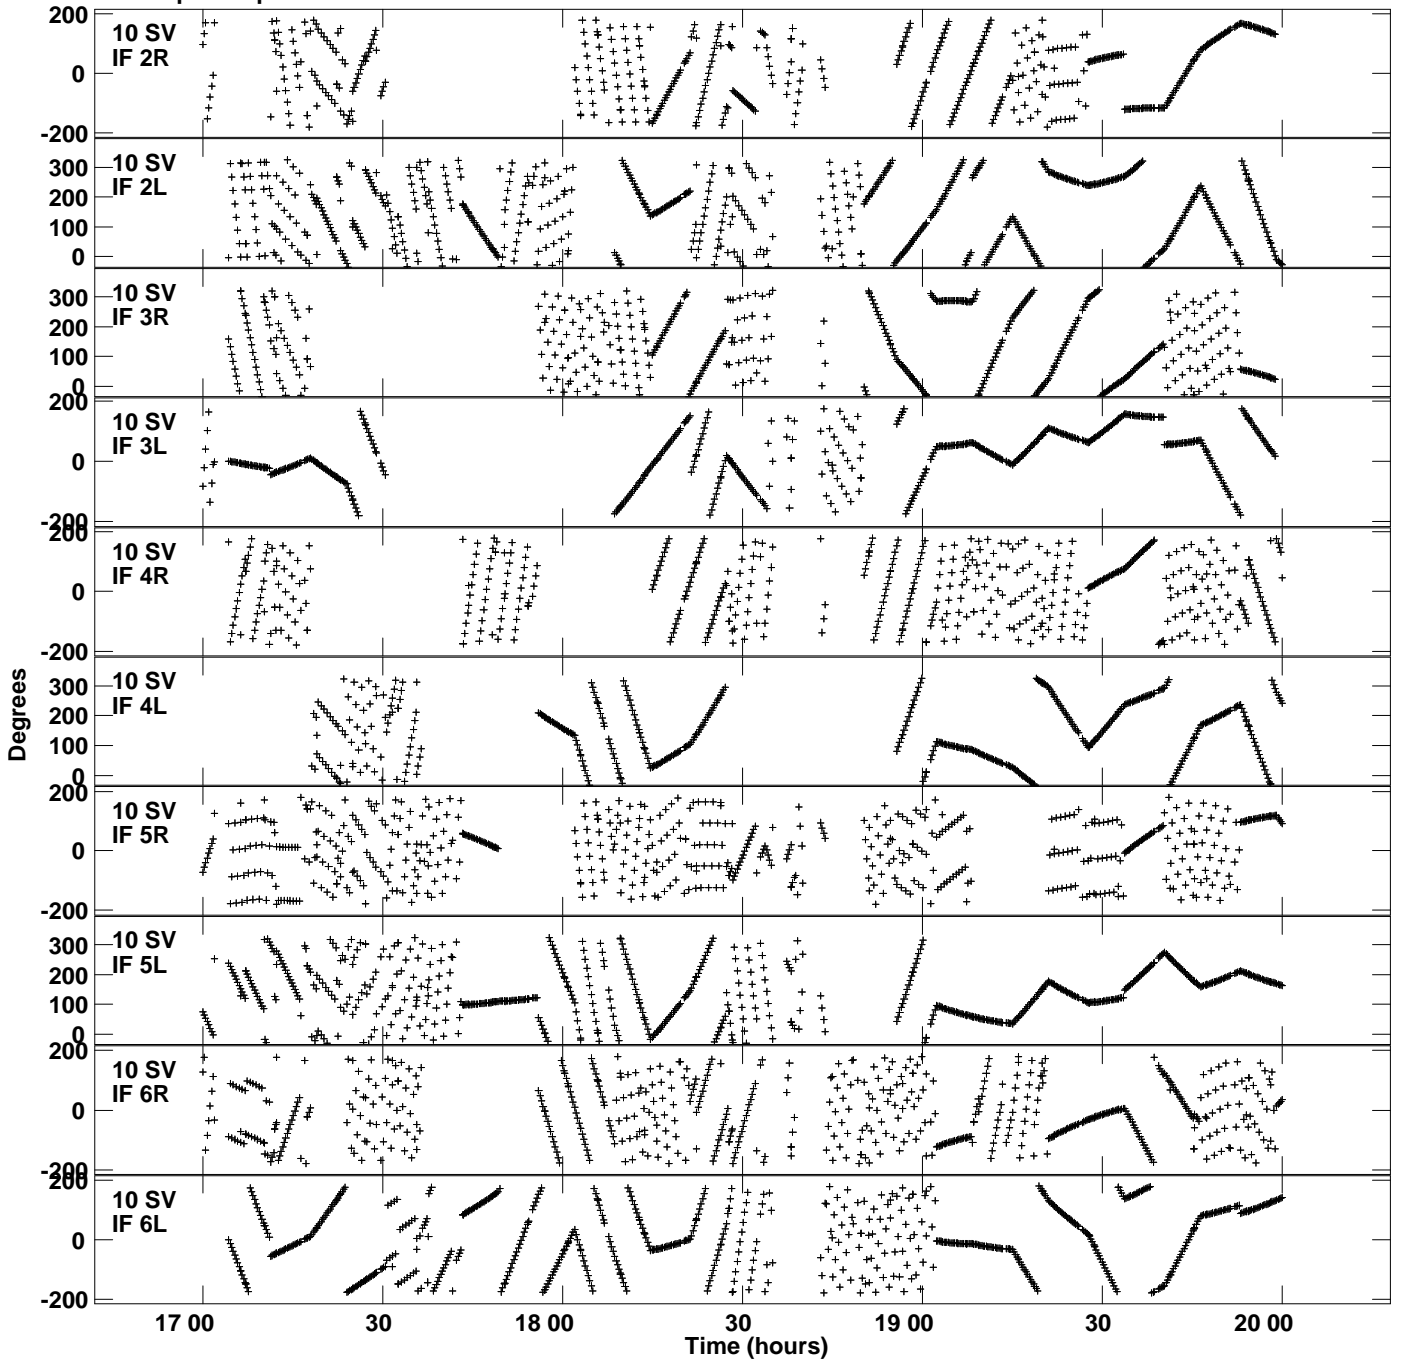 200
0
-200
10 SV
IF 2R
300
200
100
0
10 SV
IF 2L
300
200
100
0
10 SV
IF 3R
200
0
-200
10 SV
IF 3L
200
0
-200
10 SV
IF 4R
300
200
100
0
10 SV
IF 4L
200
0
-200
10 SV
IF 5R
300
200
100
0
10 SV
IF 5L
200
0
-200
10 SV
IF 6R
200
0
-200
10 SV
IF 6L
Degrees
17 00 30 18 00 30 19 00 30 20 00
Time (hours)